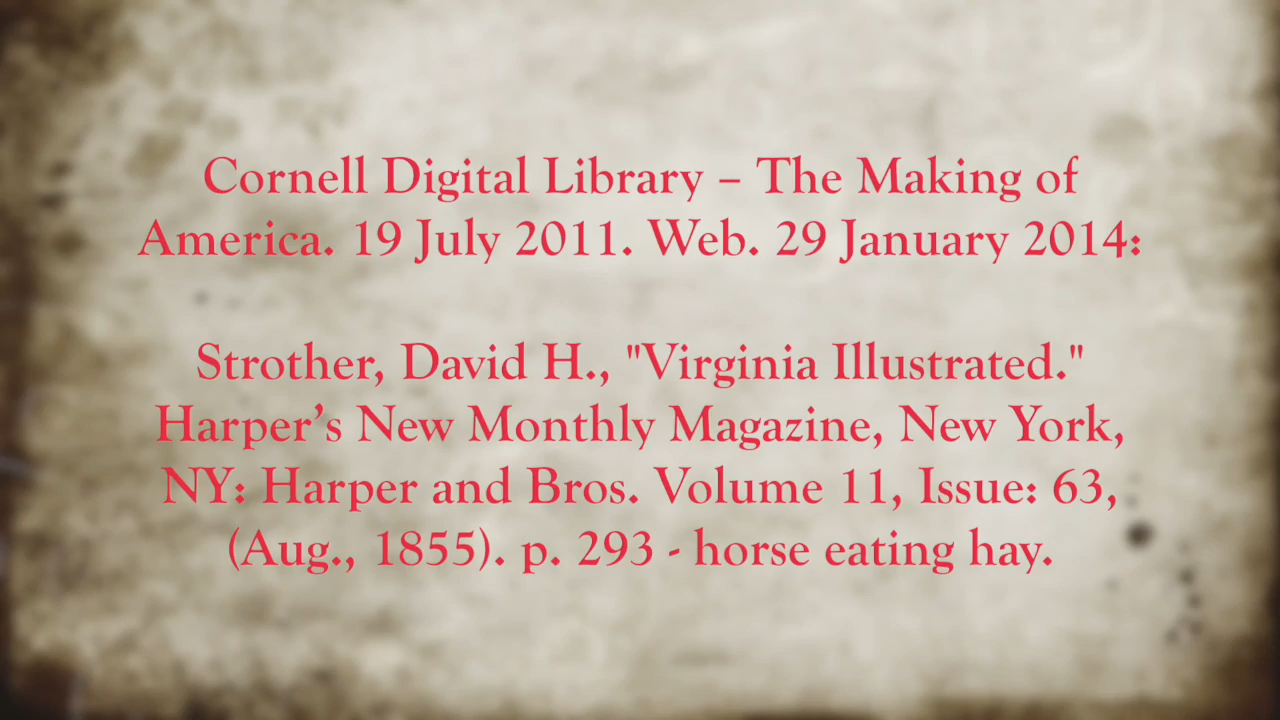 Cornell Digital Library – The Making of
America. 19 July 2011. Web. 29 January 2014:
Strother, David H., "Virginia Illustrated."
Harper’s New Monthly Magazine, New York,
NY: Harper and Bros. Volume 11, Issue: 63,
(Aug., 1855). p. 293 - horse eating hay.